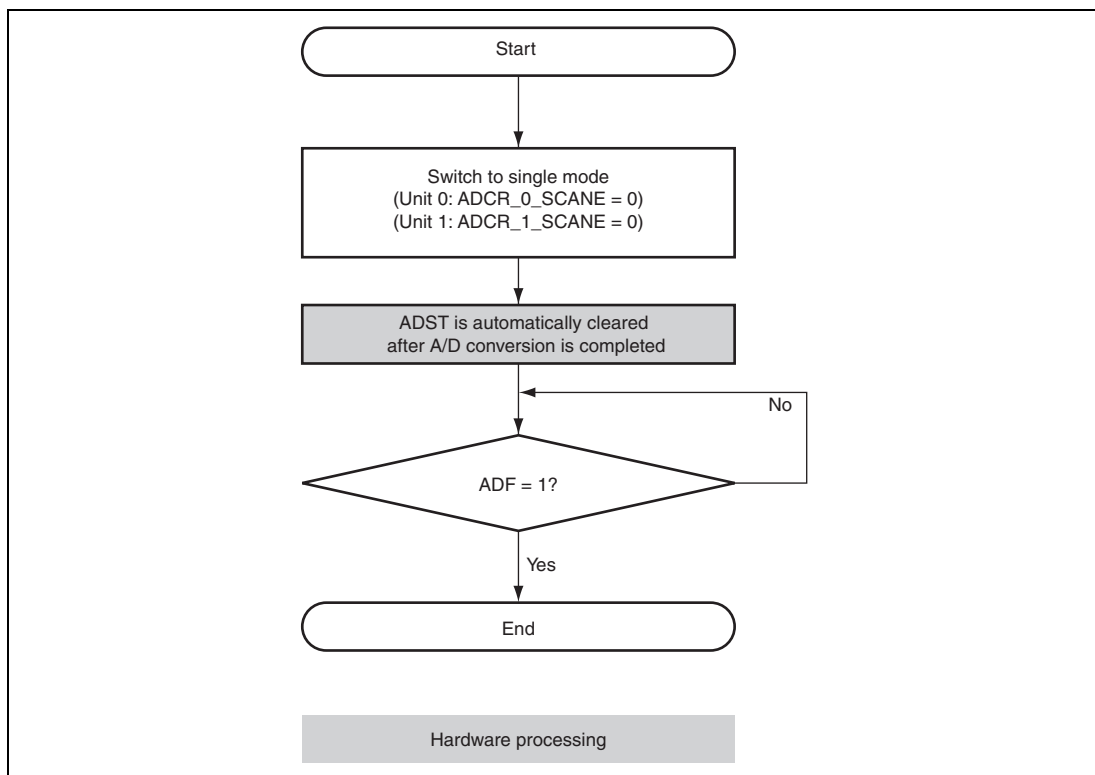 Start
Switch to single mode
(Unit 0: ADCR_0_SCANE = 0)
(Unit 1: ADCR_1_SCANE = 0)
ADST is automatically cleared
after A/D conversion is completed
No
ADF = 1?
Yes
End
Hardware processing